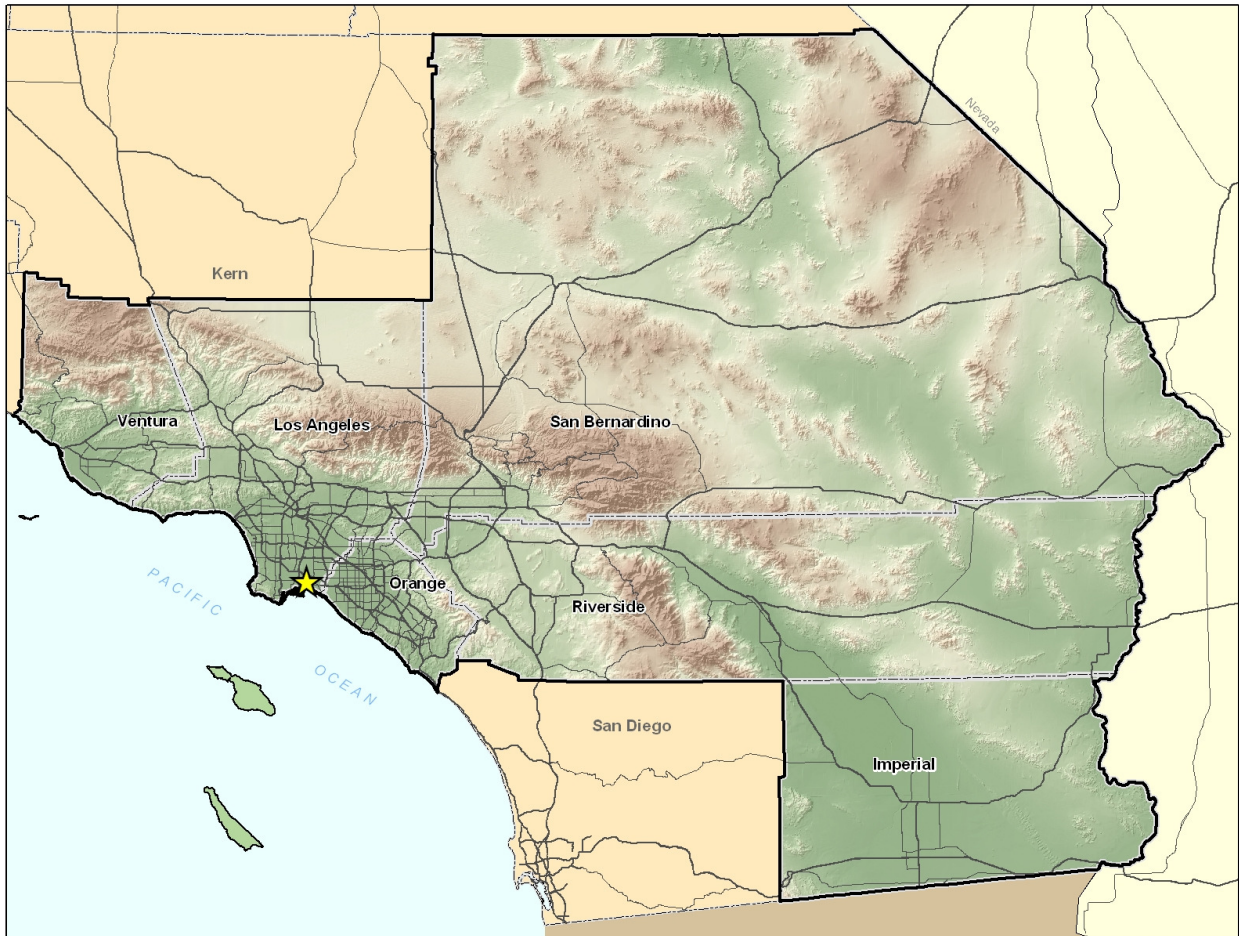 Nevada
Kern
Ventura
Los Angeles
San Bernardino
PACIFIC
OCEAN
Orange
Riverside
San Diego
Imperial